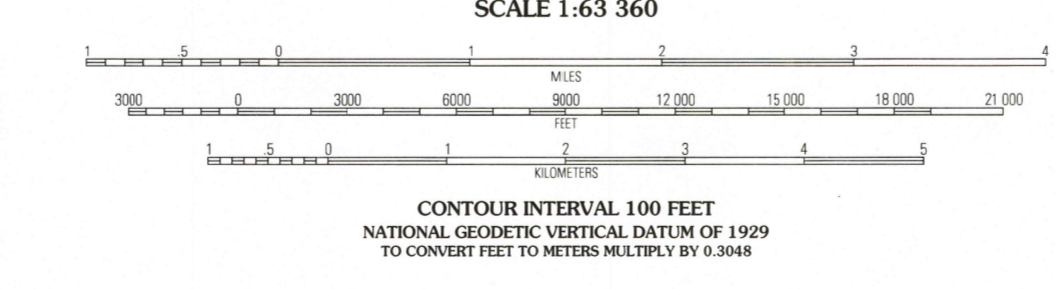 SCALE 1:63 360
1 .5 0 1 2 3 4
MILES
3000 0 3000 6000 9000 12 000 15 000 18 000 21 000
FEET
1 .5 0 1 2 3 4 5
KILOMETERS
CONTOUR INTERVAL 100 FEET
NATIONAL GEODETIC VERTICAL DATUM OF 1929
TO CONVERT FEET TO METERS MULTIPLY BY 0.3048